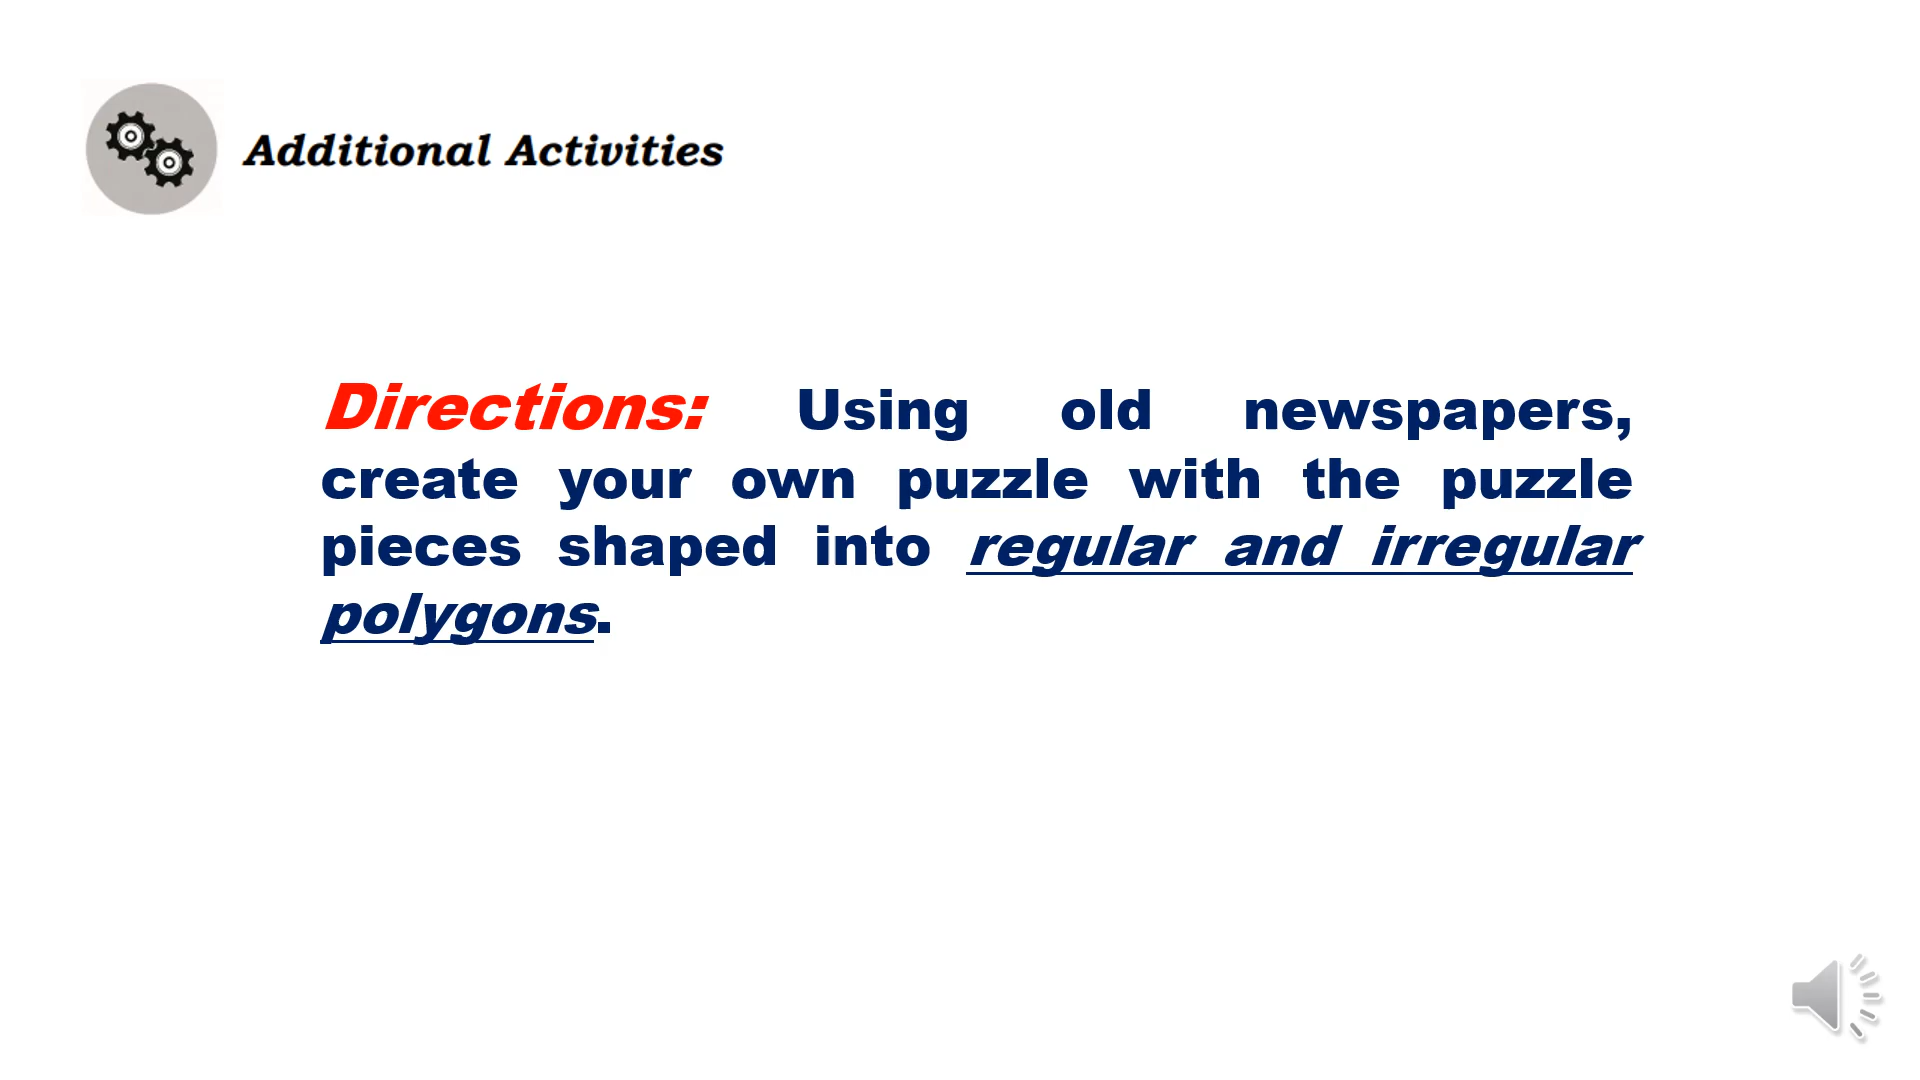 Additional Activities
Directions: Using old newspapers,
create your own puzzle with the puzzle
pieces shaped into regular and irregular
polygons.